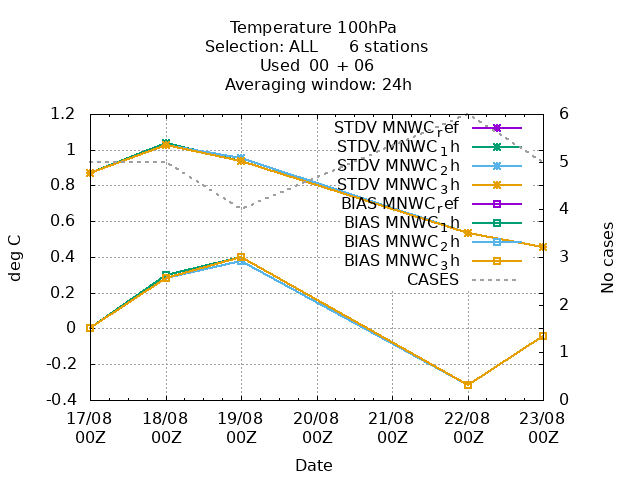 Temperature 100hPa
Selection: ALL      6 stations
Used  00 + 06
Averaging window: 24h
deg C
1.2
1
0.8
0.6
0.4
0.2
0
-0.2
-0.4
STDV MNWC_ref
STDV MNWC_1h
STDV MNWC_2h
STDV MNWC_3h
BIAS MNWC_ref
BIAS MNWC_1h
BIAS MNWC_2h
BIAS MNWC_3h
CASES
6
5
4
3
2
1
0
No cases
17/08 18/08 19/08 20/08 21/08 22/08 23/08
00Z 00Z 00Z 00Z 00Z 00Z 00Z
Date